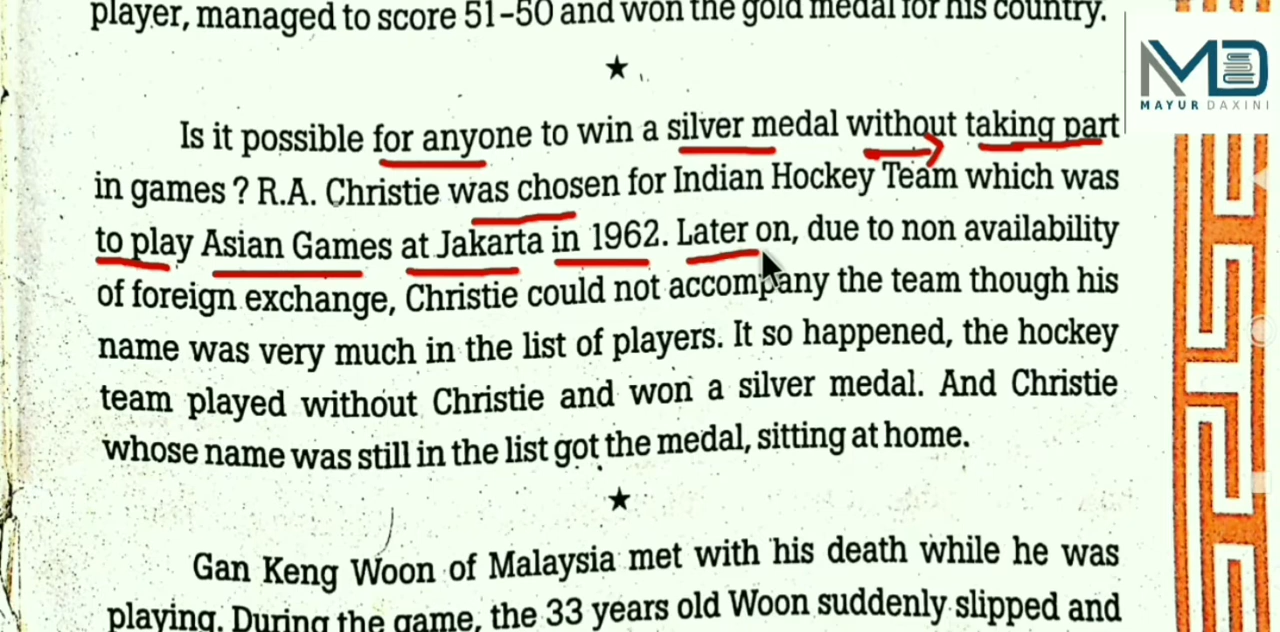 player, managed to score 51–50 and won the gold medal for his country.
MAYUR DAXINI
Is it possible for anyone to win a silver medal without taking part
in games ? R.A. Christie was chosen for Indian Hockey Team which was
to play Asian Games at Jakarta in 1962. Later on, due to non availability
of foreign exchange, Christie could not accompany the team though his
name was very much in the list of players. It so happened, the hockey
team played without Christie and won a silver medal. And Christie
whose name was still in the list got the medal, sitting at home.
Gan Keng Woon of Malaysia met with his death while he was
playing. During the game, the 33 years old Woon suddenly slipped and